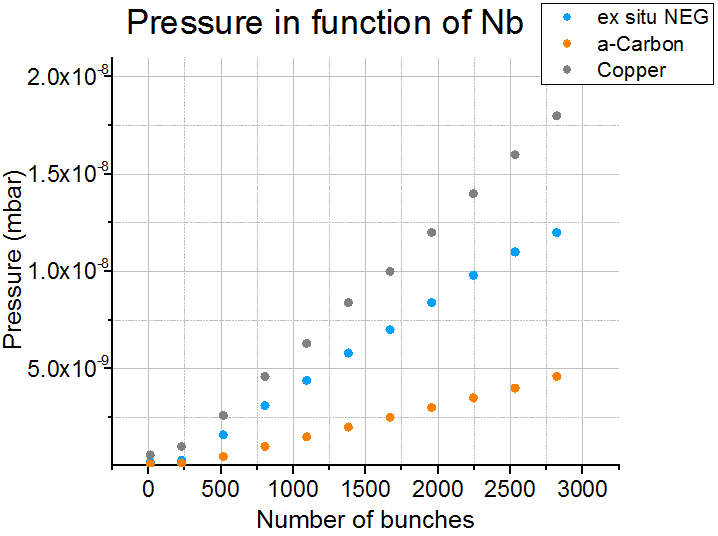 Pressure in function of Nb
ex situ NEG
a-Carbon
Copper
2.0x10⁻⁸
1.5x10⁻⁸
1.0x10⁻⁸
5.0x10⁻⁹
Pressure (mbar)
0 500 1000 1500 2000 2500 3000
Number of bunches